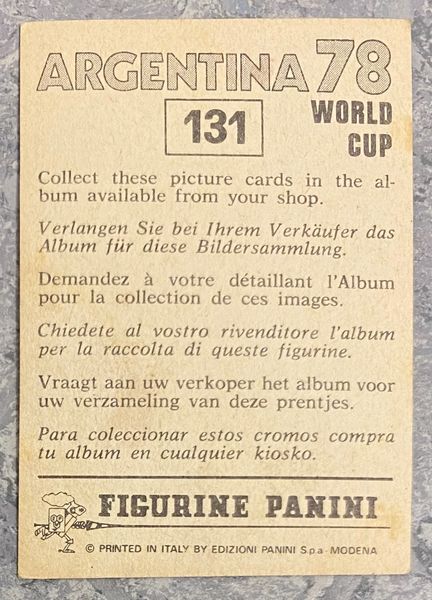 ARGENTINA 78
131
WORLD
CUP
Collect these picture cards in the al-
bum available from your shop.
Verlangen Sie bei Ihrem Verkäufer das
Album für diese Bildersammlung.
Demandez à votre détaillant l'Album
pour la collection de ces images.
Chiedete al vostro rivenditore l'album
per la raccolta di queste figurine.
Vraagt aan uw verkoper het album voor
uw verzameling van deze prentjes.
Para coleccionar estos cromos compra
tu album en cualquier kiosko.
FIGURINE PANINI
© PRINTED IN ITALY BY EDIZIONI PANINI S.p.a - MODENA